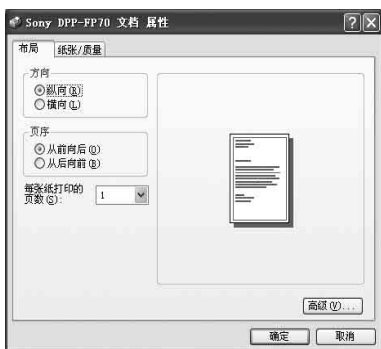 Sony DPP-FP70 文档 属性
布局 纸张/质量
方向
纵向(R)
横向(L)
页序
从前向后(O)
从后向前(B)
每张纸打印的
页数(S):
1
高级(V)...
确定 取消